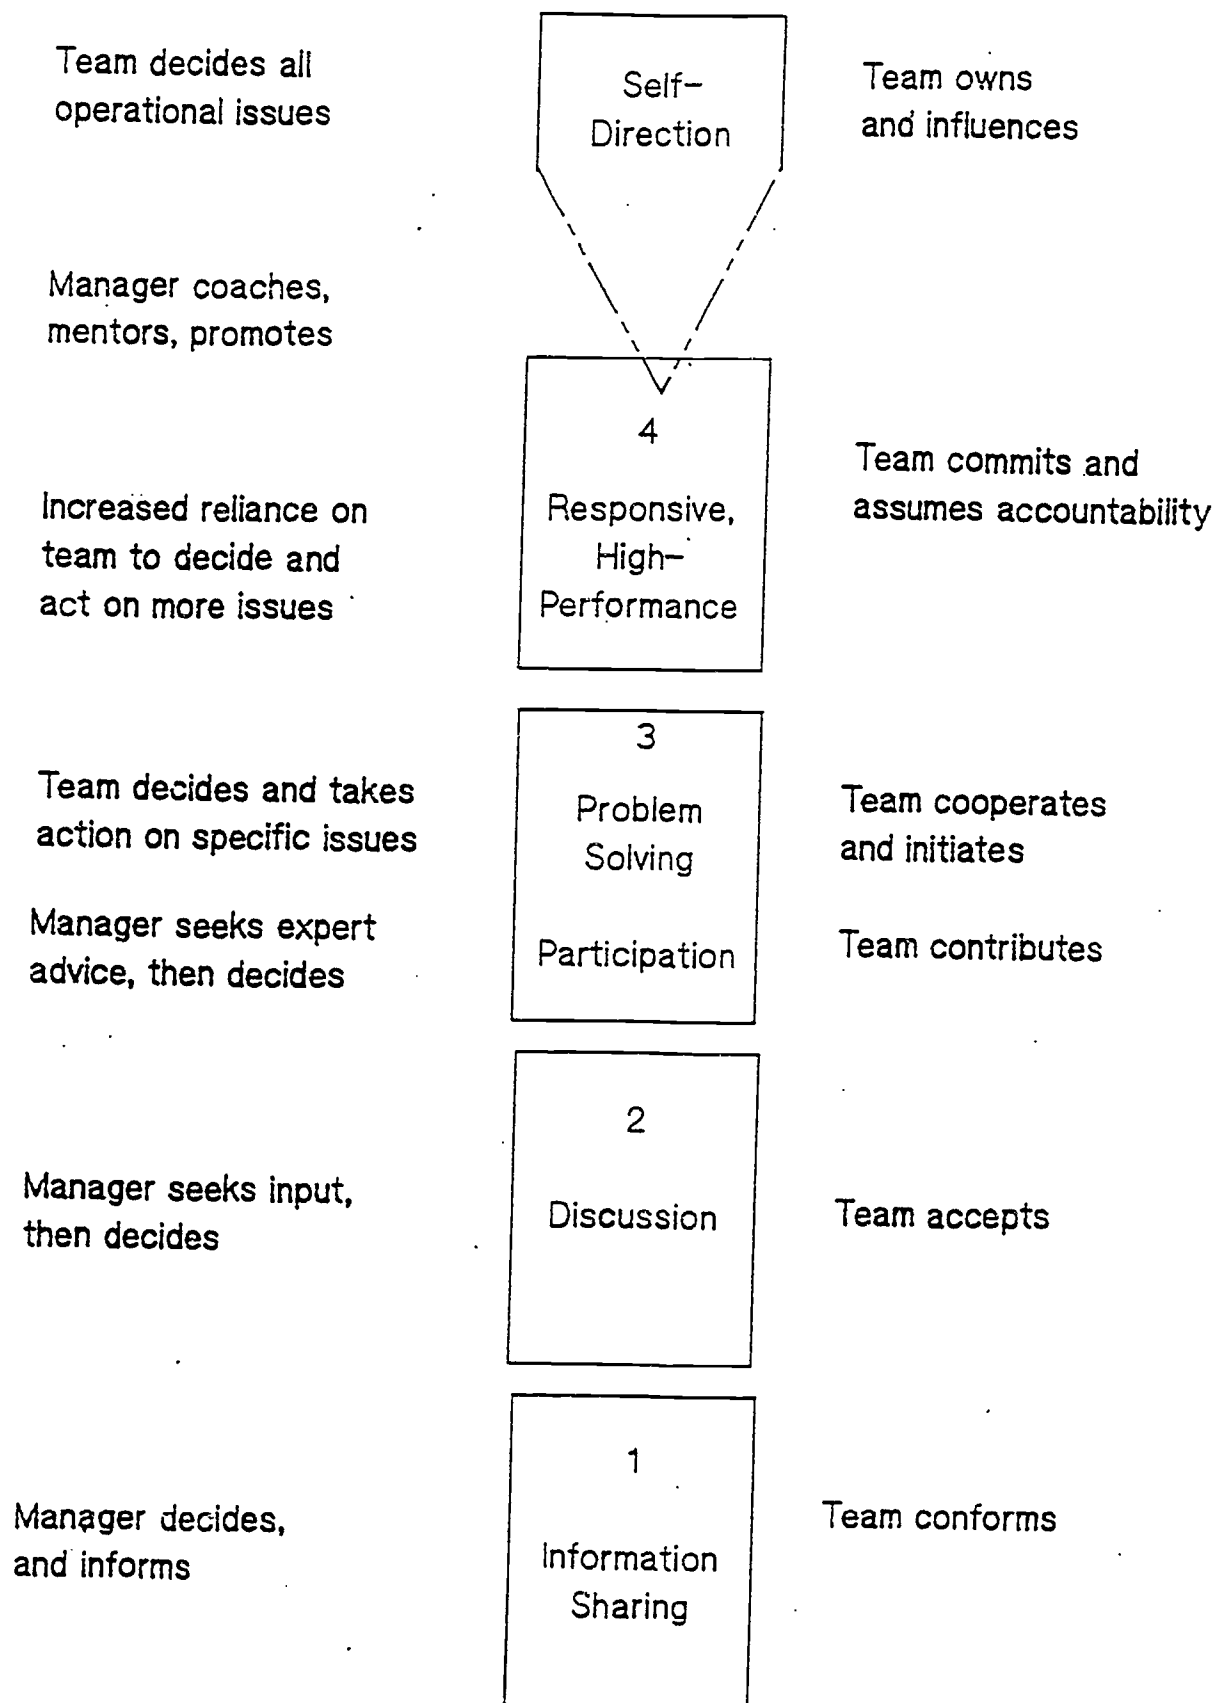 Team decides all
operational issues
Self-
Direction
Team owns
and influences
Manager coaches,
mentors, promotes
4
Responsive,
High-
Performance
Increased reliance on
team to decide and
act on more issues
Team commits and
assumes accountability
3
Problem
Solving
Participation
Team decides and takes
action on specific issues
Manager seeks expert
advice, then decides
Team cooperates
and initiates
Team contributes
2
Discussion
Manager seeks input,
then decides
Team accepts
1
Information
Sharing
Manager decides,
and informs
Team conforms